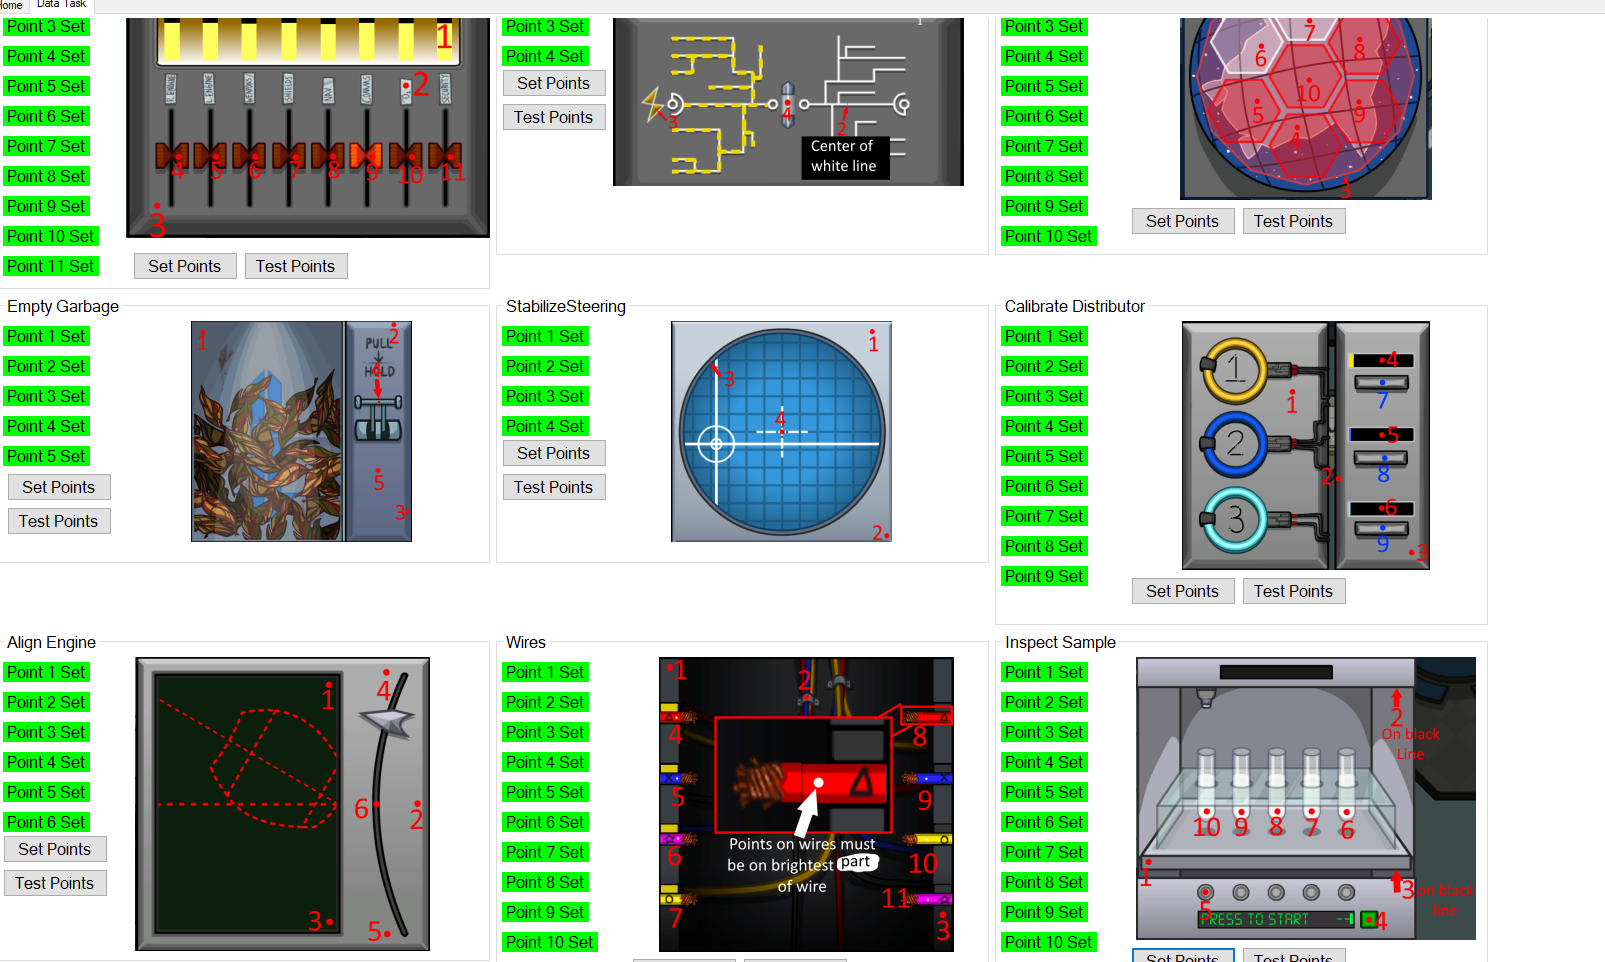 Home
Data Task
Point 3 Set
Point 4 Set
Point 5 Set
Point 6 Set
Point 7 Set
Point 8 Set
Point 9 Set
Point 10 Set
Point 11 Set
1
2
R.ENGINE
L.ENGINE
WEAPONS
SHIELDS
NAV.
COMMS
O2
SECURITY
4
5
6
7
8
9
10
11
3
Set Points
Test Points
Point 3 Set
Point 4 Set
Set Points
Test Points
1
3
4
2
Center of
white line
Point 3 Set
Point 4 Set
Point 5 Set
Point 6 Set
Point 7 Set
Point 8 Set
Point 9 Set
Point 10 Set
7
6
8
10
5
9
4
3
Set Points
Test Points
Empty Garbage
Point 1 Set
Point 2 Set
Point 3 Set
Point 4 Set
Point 5 Set
Set Points
Test Points
1
2
PULL
HOLD
5
3
StabilizeSteering
Point 1 Set
Point 2 Set
Point 3 Set
Point 4 Set
Set Points
Test Points
1
3
4
2
Calibrate Distributor
Point 1 Set
Point 2 Set
Point 3 Set
Point 4 Set
Point 5 Set
Point 6 Set
Point 7 Set
Point 8 Set
Point 9 Set
1
4
1
7
2
5
8
2
3
6
9
3
Set Points
Test Points
Align Engine
Point 1 Set
Point 2 Set
Point 3 Set
Point 4 Set
Point 5 Set
Point 6 Set
Set Points
Test Points
1
4
6
2
3
5
Wires
Point 1 Set
Point 2 Set
Point 3 Set
Point 4 Set
Point 5 Set
Point 6 Set
Point 7 Set
Point 8 Set
Point 9 Set
Point 10 Set
1
2
4
8
5
9
Points on wires must
be on brightest part
of wire
6
10
7
11
3
Inspect Sample
Point 1 Set
Point 2 Set
Point 3 Set
Point 4 Set
Point 5 Set
Point 6 Set
Point 7 Set
Point 8 Set
Point 9 Set
Point 10 Set
2
On black
Line
10
9
8
7
6
1
3 on black
line
5
PRESS TO START --
4
Set Points
Test Points